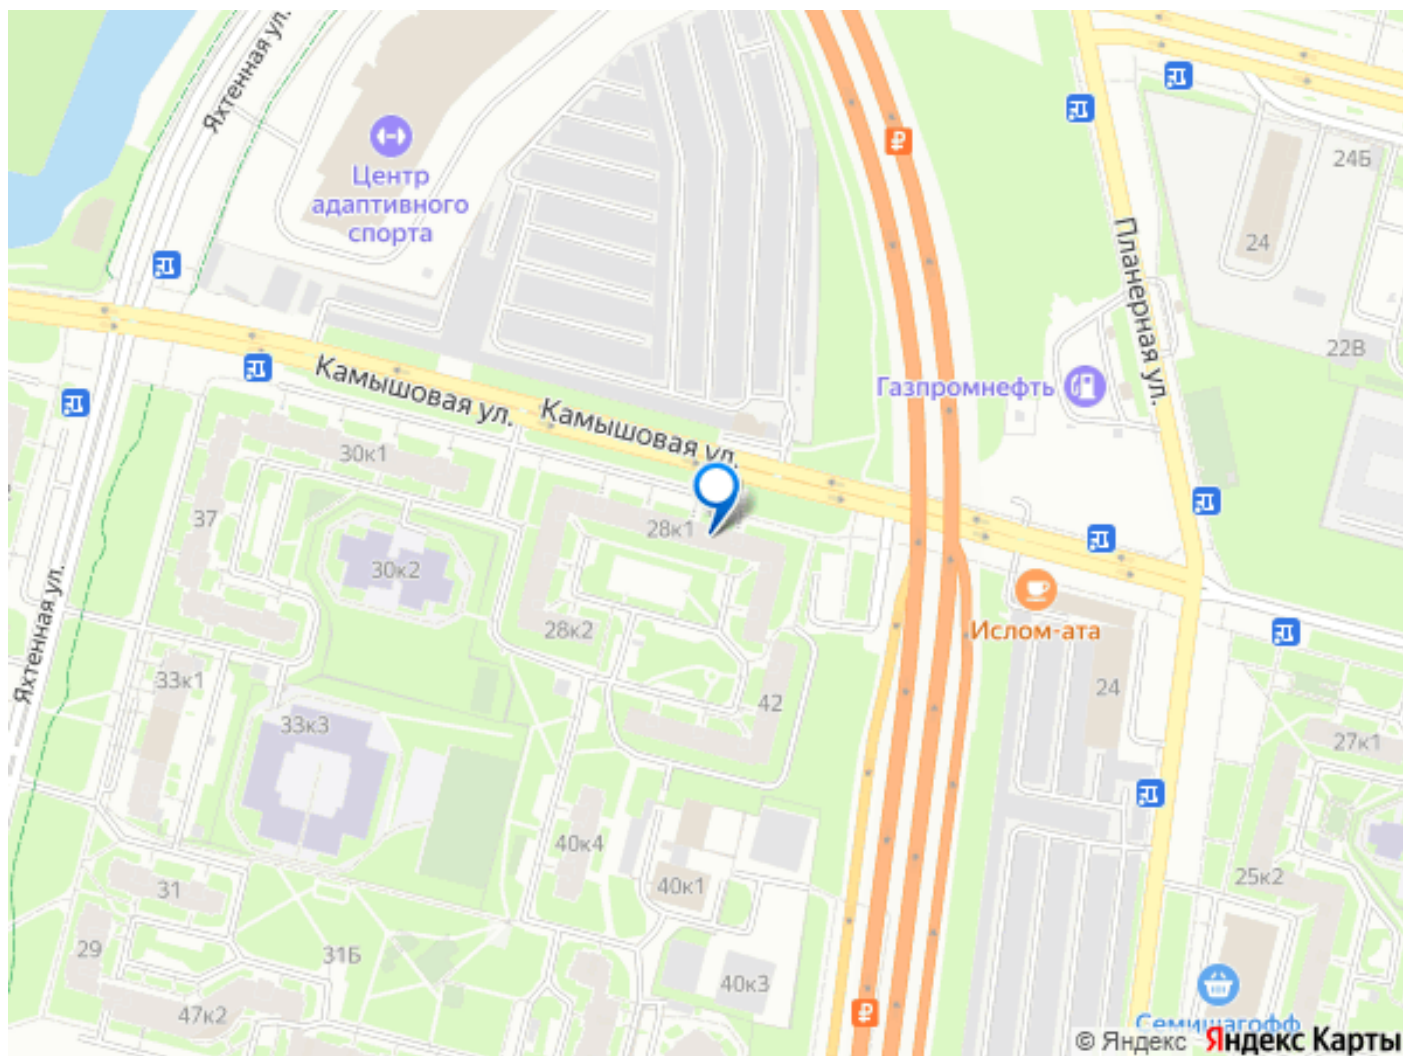 Яхтенная ул.
Центр
адаптивного
спорта
₽
24Б
24
Планерная ул.
22В
Газпромнефть
Камышовая ул.
Камышовая ул.
30к1
37
28к1
30к2
28к2
Ислом-ата
Яхтенная ул.
33к1
24
42
33к3
27к1
40к4
25к2
40к1
31
29
31Б
40к3
47к2
₽
Семишагофф
© Яндекс Яндекс Карты